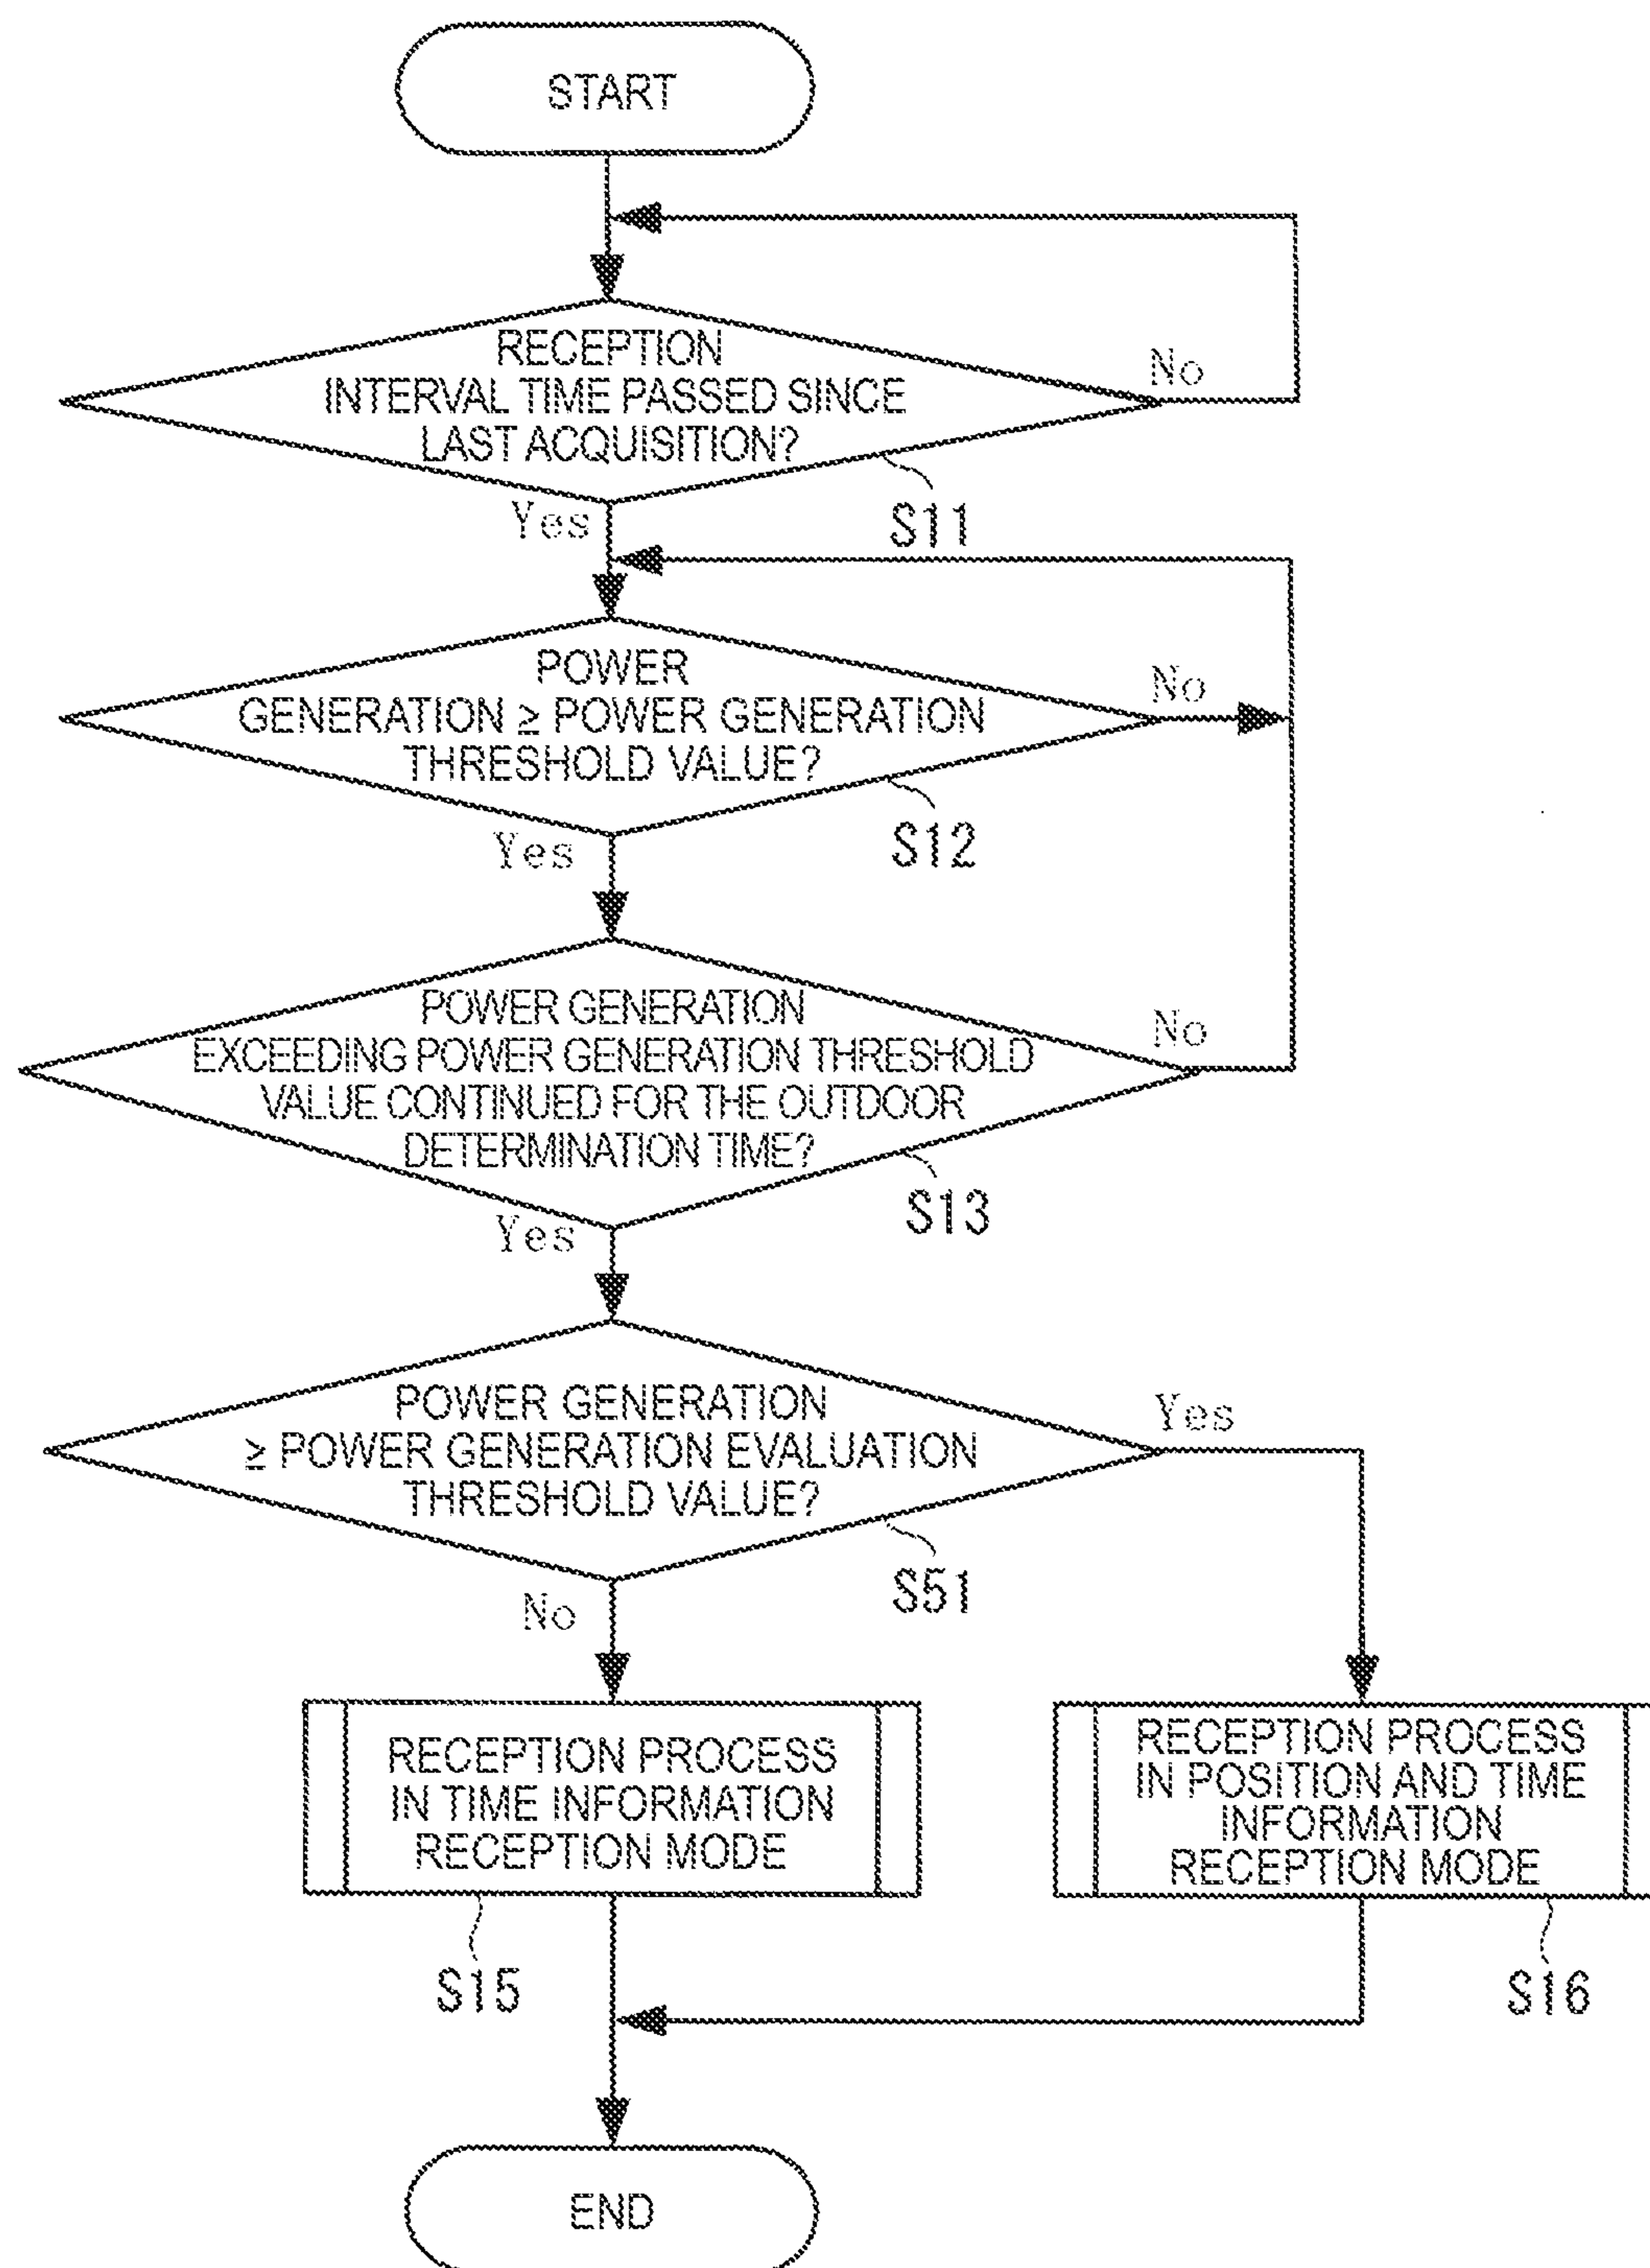 START
RECEPTION
INTERVAL TIME PASSED SINCE
LAST ACQUISITION?
No
Yes
S11
POWER
GENERATION ≥ POWER GENERATION
THRESHOLD VALUE?
No
Yes
S12
POWER GENERATION
EXCEEDING POWER GENERATION THRESHOLD
VALUE CONTINUED FOR THE OUTDOOR
DETERMINATION TIME?
No
Yes
S13
POWER GENERATION
≥ POWER GENERATION EVALUATION
THRESHOLD VALUE?
Yes
No
S51
RECEPTION PROCESS
IN TIME INFORMATION
RECEPTION MODE
S15
RECEPTION PROCESS
IN POSITION AND TIME
INFORMATION
RECEPTION MODE
S16
END